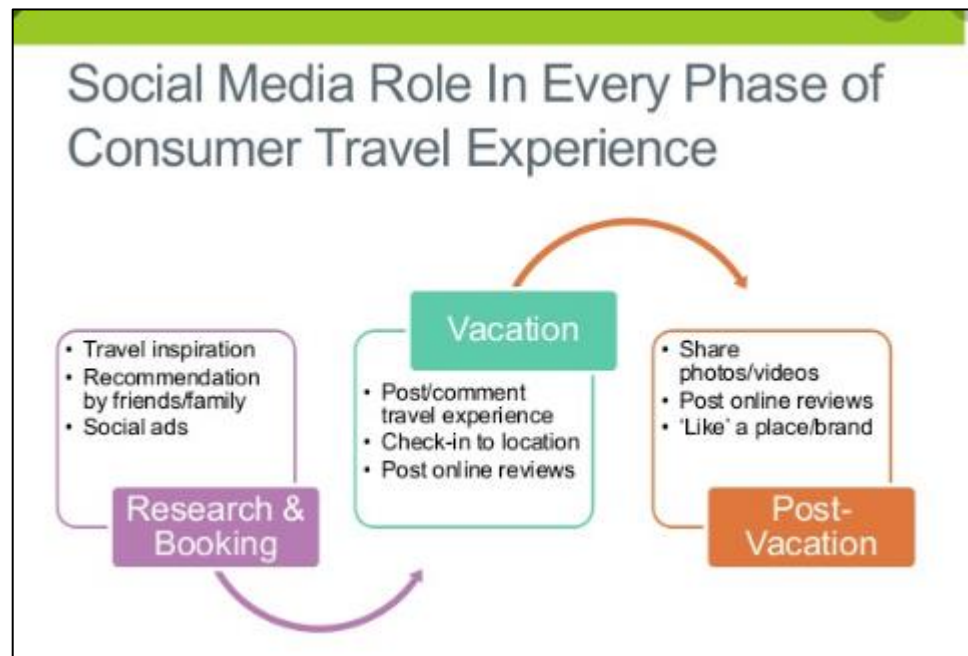 Social Media Role In Every Phase of
Consumer Travel Experience
• Travel inspiration
• Recommendation
by friends/family
• Social ads
Research &
Booking
Vacation
• Post/comment
travel experience
• Check-in to location
• Post online reviews
• Share
photos/videos
• Post online reviews
• 'Like' a place/brand
Post-
Vacation